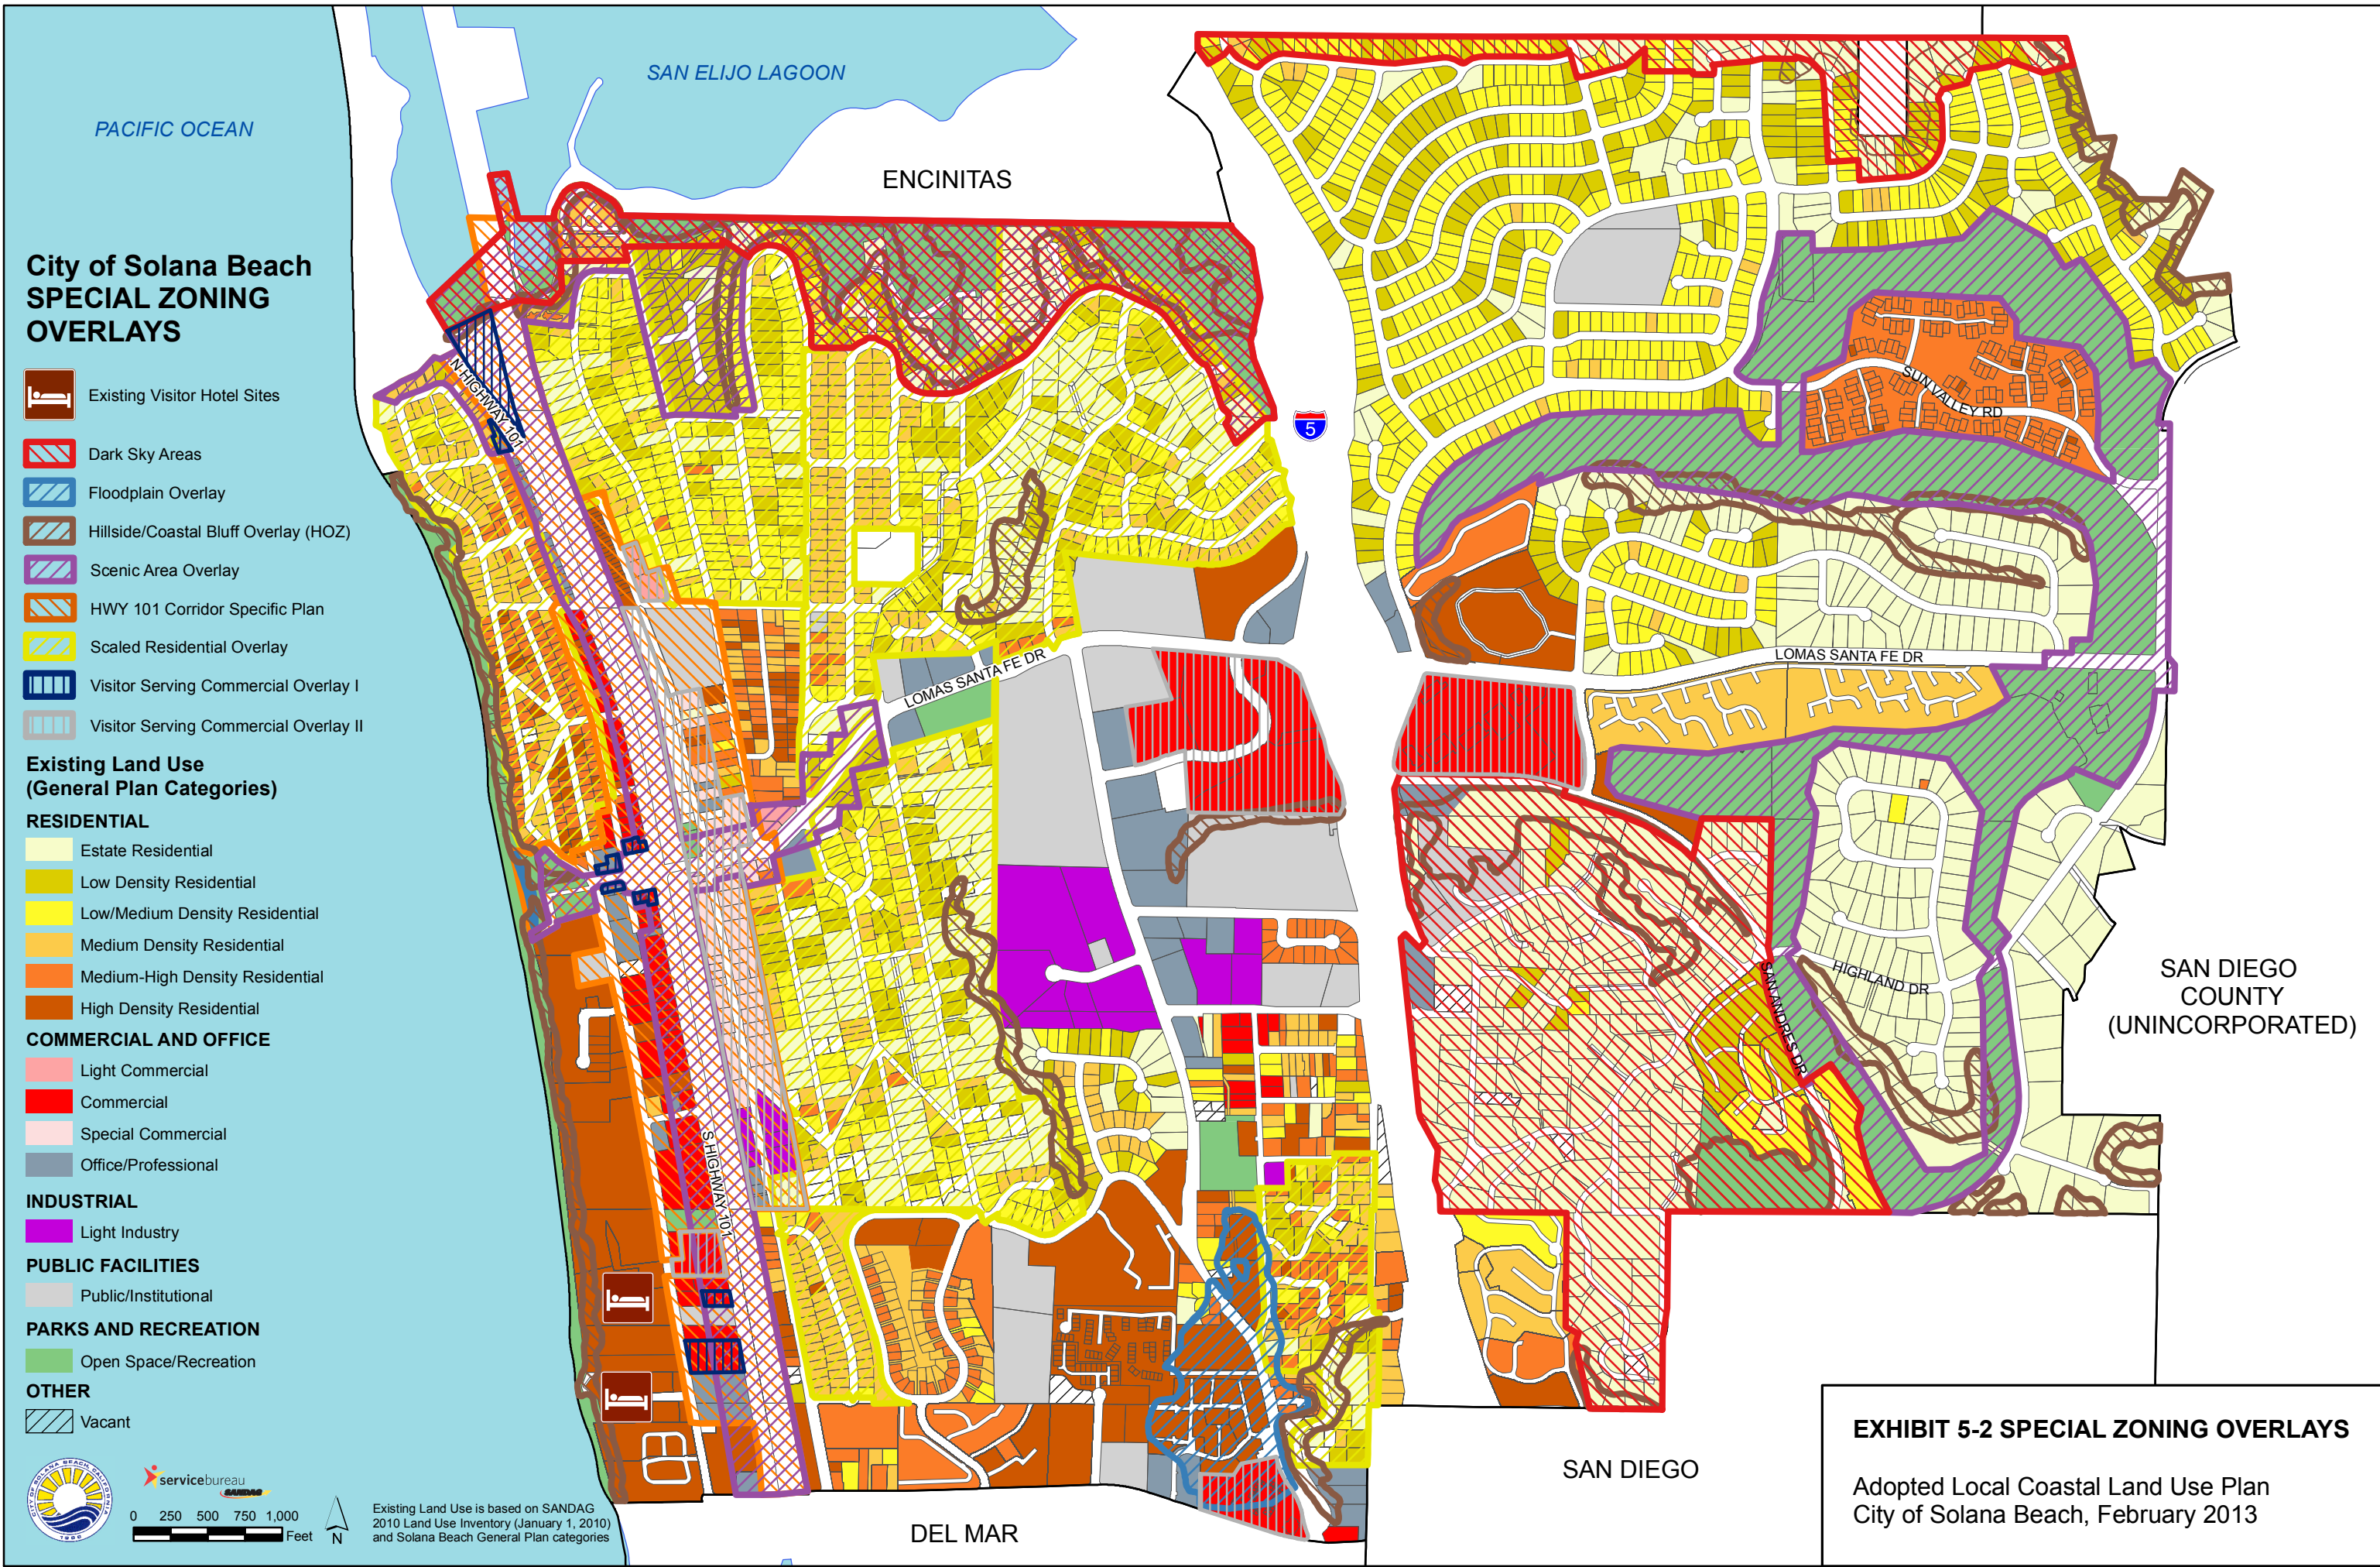 PACIFIC OCEAN
SAN ELIJO LAGOON
ENCINITAS
City of Solana Beach
SPECIAL ZONING
OVERLAYS
Existing Visitor Hotel Sites
Dark Sky Areas
Floodplain Overlay
Hillside/Coastal Bluff Overlay (HOZ)
Scenic Area Overlay
HWY 101 Corridor Specific Plan
Scaled Residential Overlay
Visitor Serving Commercial Overlay I
Visitor Serving Commercial Overlay II
Existing Land Use
(General Plan Categories)
RESIDENTIAL
Estate Residential
Low Density Residential
Low/Medium Density Residential
Medium Density Residential
Medium-High Density Residential
High Density Residential
COMMERCIAL AND OFFICE
Light Commercial
Commercial
Special Commercial
Office/Professional
INDUSTRIAL
Light Industry
PUBLIC FACILITIES
Public/Institutional
PARKS AND RECREATION
Open Space/Recreation
OTHER
Vacant
CITY OF SOLANA BEACH, CALIFORNIA
1986
servicebureau
SANDAG
0 250 500 750 1,000
Feet
N
Existing Land Use is based on SANDAG
2010 Land Use Inventory (January 1, 2010)
and Solana Beach General Plan categories
N HIGHWAY 101
S HIGHWAY 101
LOMAS SANTA FE DR
5
SUN VALLEY RD
LOMAS SANTA FE DR
HIGHLAND DR
SAN ANDRES DR
SAN DIEGO
COUNTY
(UNINCORPORATED)
SAN DIEGO
DEL MAR
EXHIBIT 5-2 SPECIAL ZONING OVERLAYS
Adopted Local Coastal Land Use Plan
City of Solana Beach, February 2013